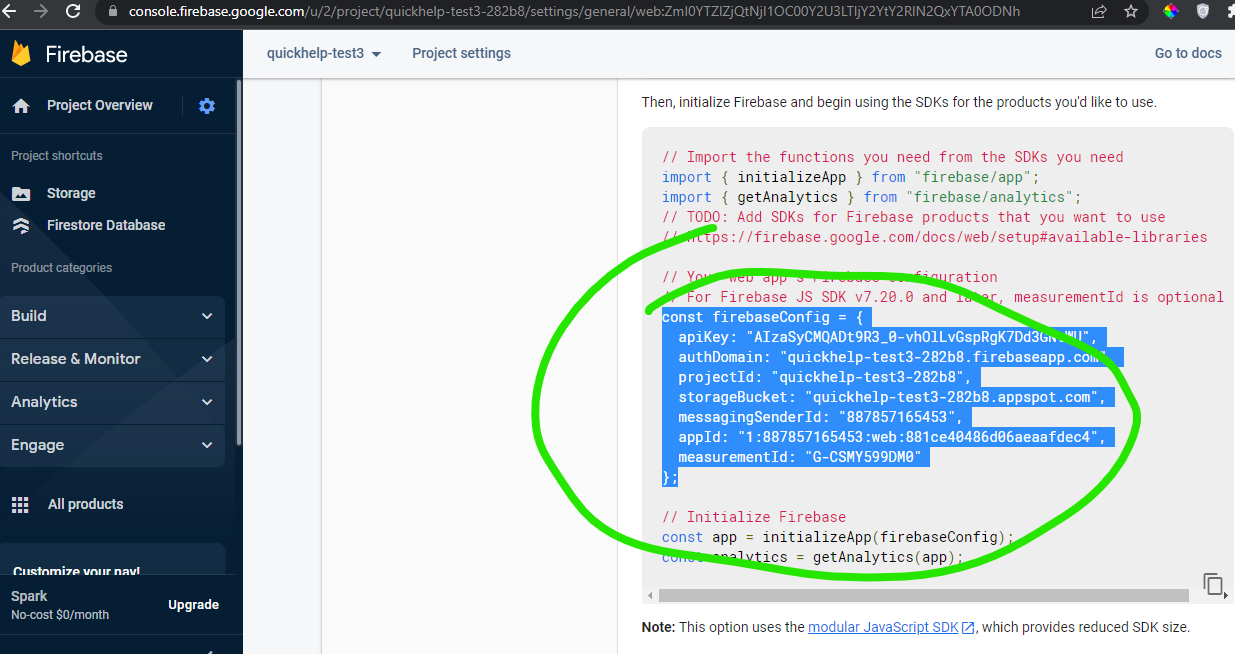 console.firebase.google.com/u/2/project/quickhelp-test3-282b8/settings/general/web:ZmI0YTZlZjQtNjI1OC00Y2U3LTljY2YtY2RlN2QxYTA0ODNh
Firebase
quickhelp-test3
Project settings
Go to docs
Project Overview
Project shortcuts
Storage
Firestore Database
Product categories
Build
Release & Monitor
Analytics
Engage
All products
Customize your nav!
Spark
No-cost $0/month
Upgrade
Then, initialize Firebase and begin using the SDKs for the products you'd like to use.
// Import the functions you need from the SDKs you need
import { initializeApp } from "firebase/app";
import { getAnalytics } from "firebase/analytics";
// TODO: Add SDKs for Firebase products that you want to use
// https://firebase.google.com/docs/web/setup#available-libraries
// Your web app's Firebase configuration
// For Firebase JS SDK v7.20.0 and later, measurementId is optional
const firebaseConfig = {
apiKey:
authDomain: "quickhelp-test3-282b8.firebaseapp.com",
projectId: "quickhelp-test3-282b8",
storageBucket: "quickhelp-test3-282b8.appspot.com",
messagingSenderId: "887857165453",
appId: "1:887857165453:web:881ce40486d06aeaafdec4",
measurementId: "G-CSMY599DM0"
};
// Initialize Firebase
const app = initializeApp(firebaseConfig);
const analytics = getAnalytics(app);
Note: This option uses the modular JavaScript SDK, which provides reduced SDK size.